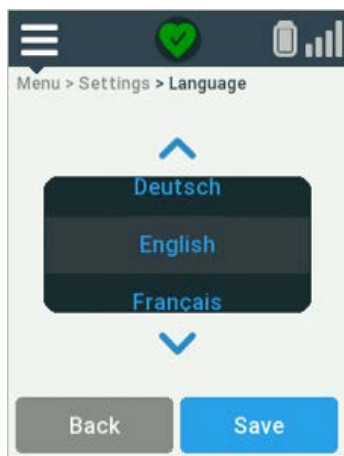 Menu > Settings > Language
Deutsch
English
Français
Back
Save